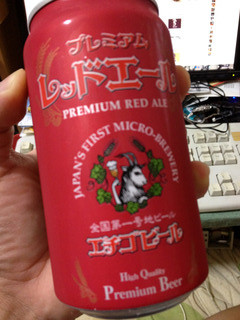 プレミアム
レッドエール
PREMIUM RED ALE
JAPAN'S FIRST MICRO-BREWERY
全国第一号地ビール
エチゴビール
High Quality
Premium Beer